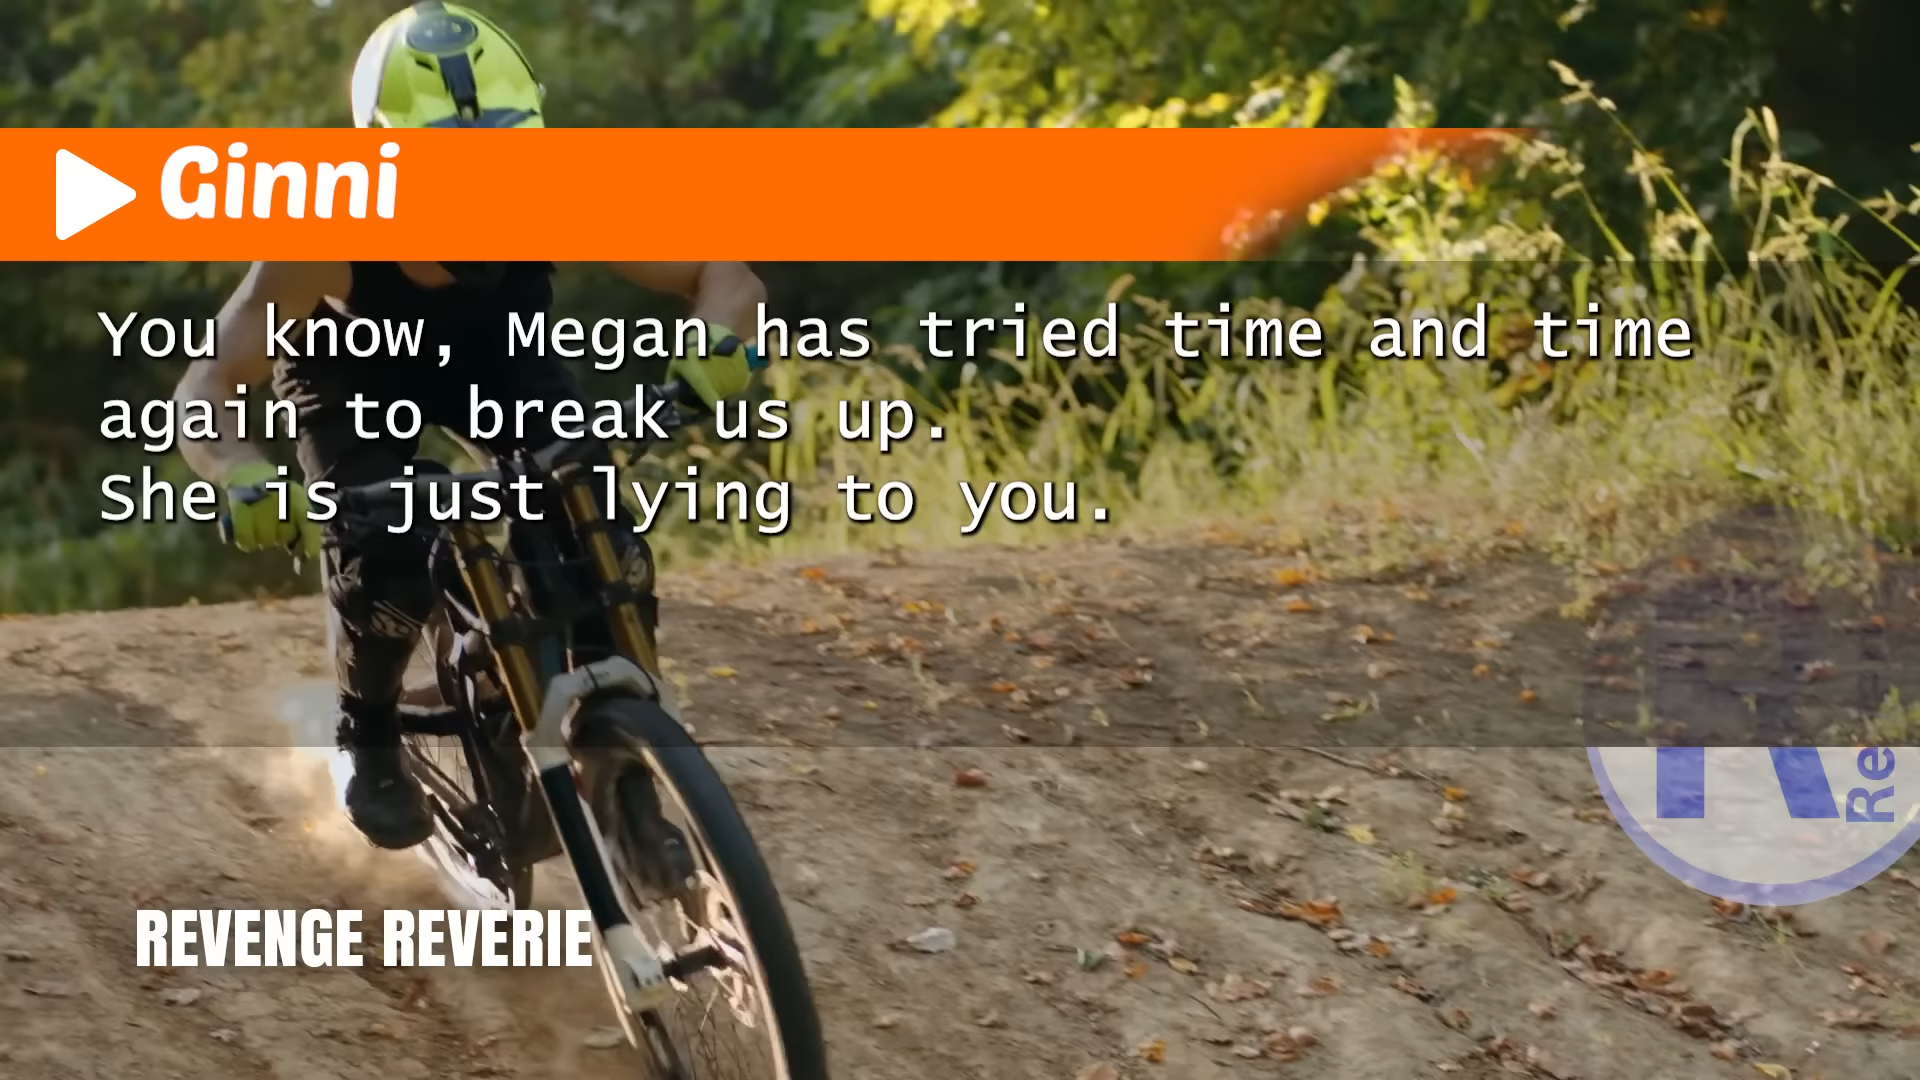 Ginni
You know, Megan has tried time and time
again to break us up.
She is just lying to you.
R
Re
REVENGE REVERIE